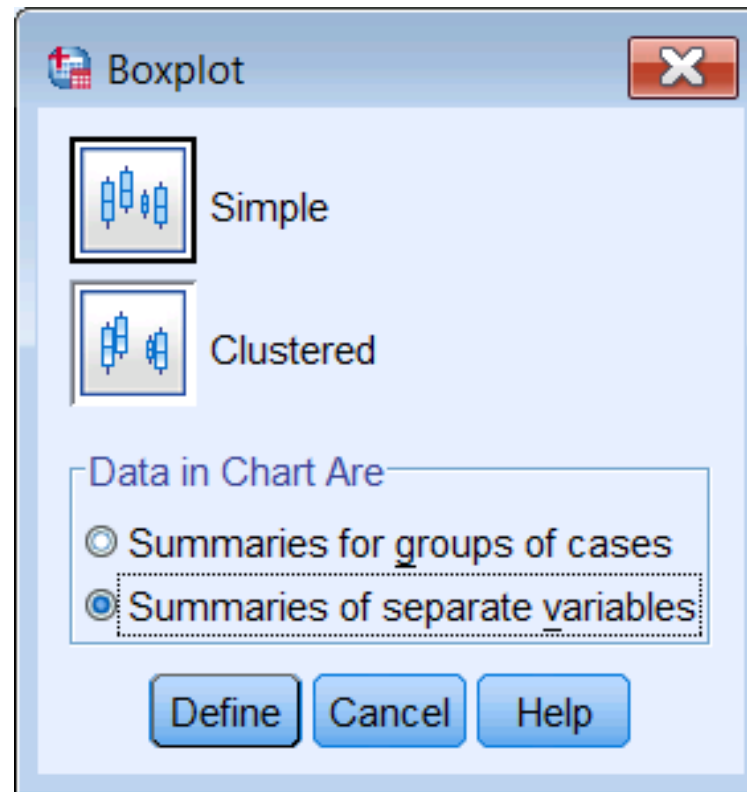 Boxplot
Simple
Clustered
Data in Chart Are
Summaries for groups of cases
Summaries of separate variables
Define Cancel Help